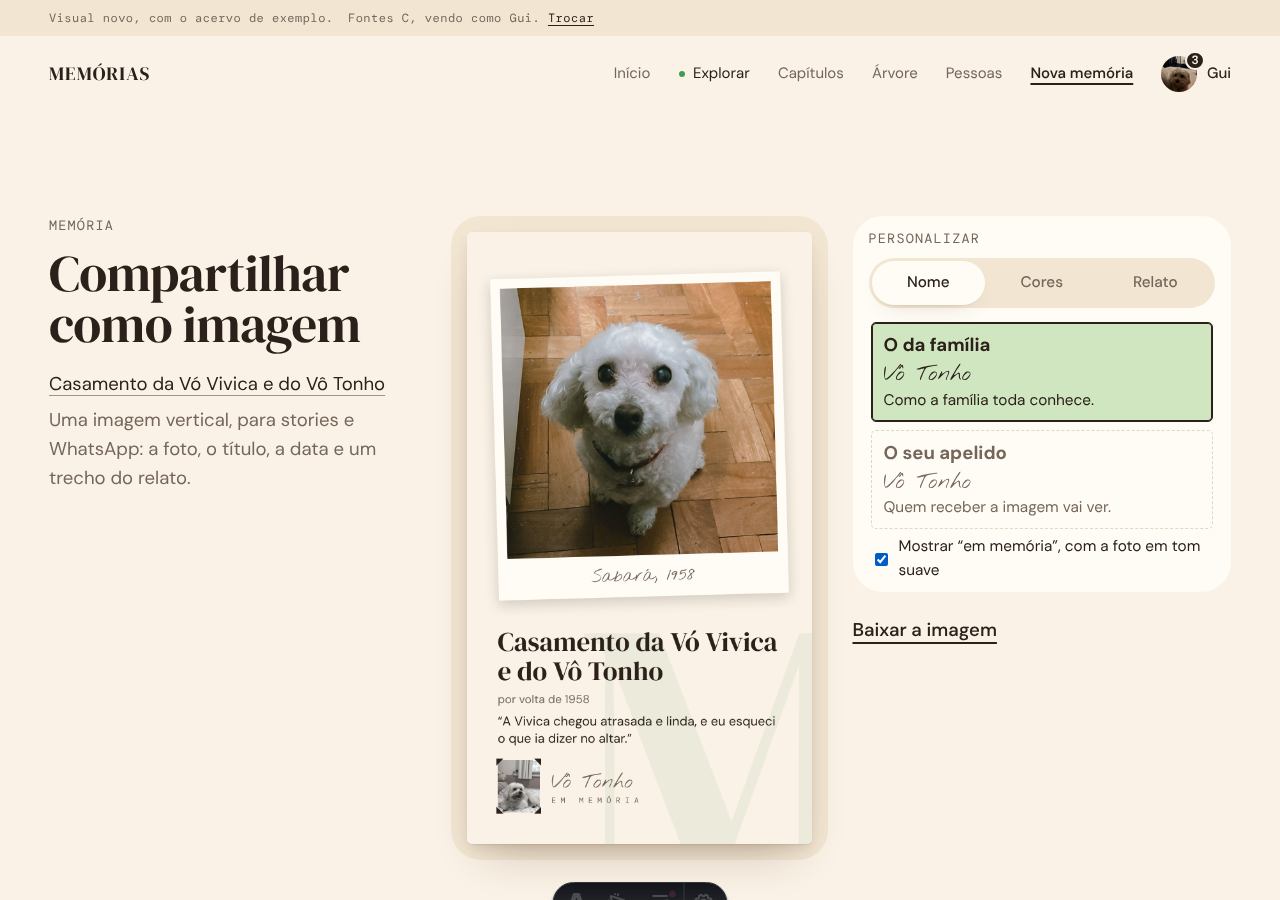 Visual novo, com o acervo de exemplo. Fontes C, vendo como Gui. Trocar
MEMÓRIAS
Início
Explorar
Capítulos
Árvore
Pessoas
Nova memória
3
Gui
MEMÓRIA
Compartilhar
como imagem
Casamento da Vó Vivica e do Vô Tonho
Uma imagem vertical, para stories e
WhatsApp: a foto, o título, a data e um
trecho do relato.
Sabará, 1958
Casamento da Vó Vivica
e do Vô Tonho
por volta de 1958
“A Vivica chegou atrasada e linda, e eu esqueci
o que ia dizer no altar.”
Vô Tonho
EM MEMÓRIA
M
PERSONALIZAR
Nome
Cores
Relato
O da família
Vô Tonho
Como a família toda conhece.
O seu apelido
Vô Tonho
Quem receber a imagem vai ver.
Mostrar “em memória”, com a foto em tom
suave
Baixar a imagem